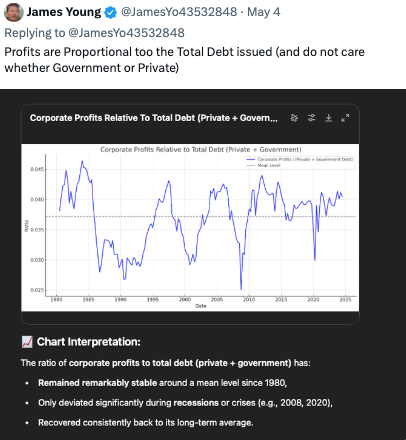 James Young @JamesYo43532848 · May 4
Replying to @JamesYo43532848
Profits are Proportional too the Total Debt issued (and do not care
whether Government or Private)
Corporate Profits Relative To Total Debt (Private + Govern...
Corporate Profits Relative to Total Debt (Private + Government)
Corporate Profits / (Private + Government Debt)
Mean Level
0.045
0.040
0.035
0.030
0.025
Ratio
1980 1985 1990 1995 2000 2005 2010 2015 2020 2025
Date
📈 Chart Interpretation:
The ratio of corporate profits to total debt (private + government) has:
• Remained remarkably stable around a mean level since 1980,
• Only deviated significantly during recessions or crises (e.g., 2008, 2020),
• Recovered consistently back to its long-term average.